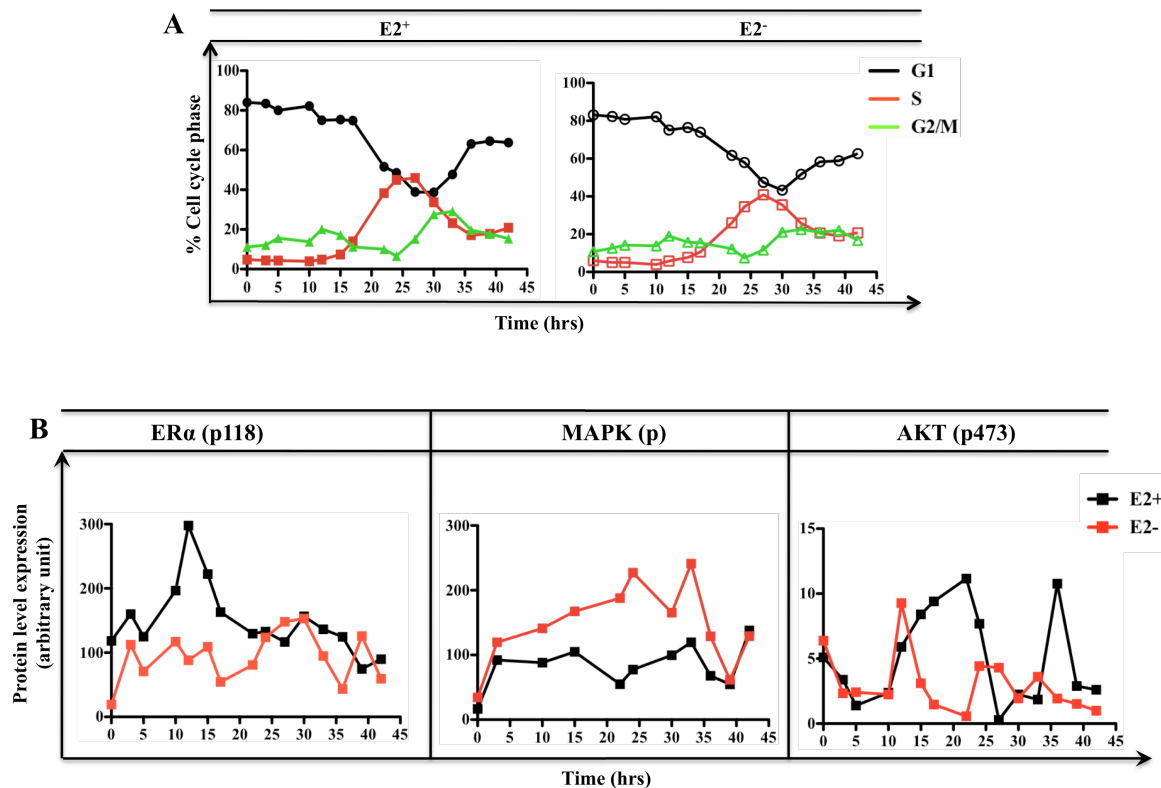 A
E2+ E2-
G1
S
G2/M
% Cell cycle phase
100
80
60
40
20
0
0 5 10 15 20 25 30 35 40 45
100
80
60
40
20
0
0 5 10 15 20 25 30 35 40 45
Time (hrs)
B
ERα (p118) MAPK (p) AKT (p473)
E2+
E2-
Protein level expression
(arbitrary unit)
300
200
100
0
0 5 10 15 20 25 30 35 40 45
300
200
100
0
0 5 10 15 20 25 30 35 40 45
15
10
5
0
0 5 10 15 20 25 30 35 40 45
Time (hrs)